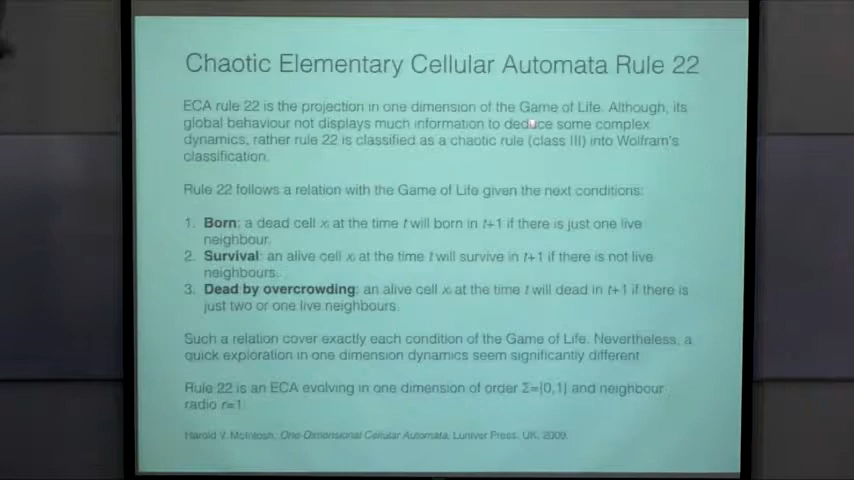 Chaotic Elementary Cellular Automata Rule 22
ECA rule 22 is the projection in one dimension of the Game of Life. Although, its
global behaviour not displays much information to deduce some complex
dynamics, rather rule 22 is classified as a chaotic rule (class III) into Wolfram's
classification.
Rule 22 follows a relation with the Game of Life given the next conditions:
1. Born: a dead cell xᵢ at the time t will born in t+1 if there is just one live
neighbour.
2. Survival: an alive cell xᵢ at the time t will survive in t+1 if there is not live
neighbours.
3. Dead by overcrowding: an alive cell xᵢ at the time t will dead in t+1 if there is
just two or one live neighbours.
Such a relation cover exactly each condition of the Game of Life. Nevertheless, a
quick exploration in one dimension dynamics seem significantly different
Rule 22 is an ECA evolving in one dimension of order Σ={0,1} and neighbour
radio r=1
Harold V. McIntosh, One Dimensional Cellular Automata, Luniver Press, UK, 2009.